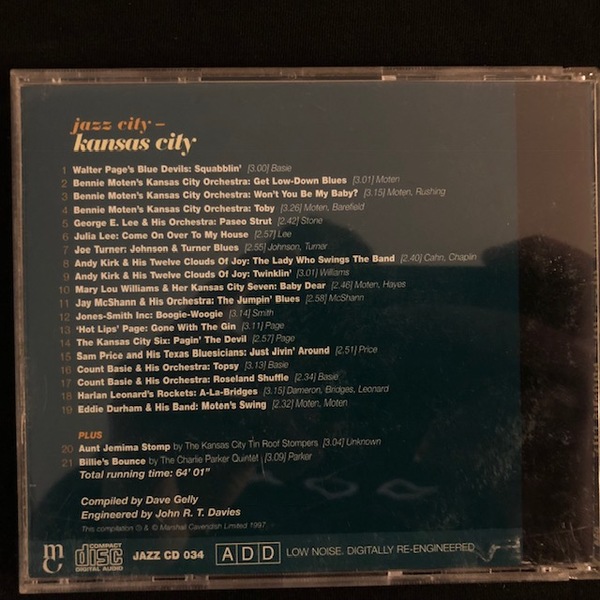 jazz city –
kansas city
1 Walter Page's Blue Devils: Squabblin' [3.00] Basie
2 Bennie Moten's Kansas City Orchestra: Get Low-Down Blues [3.01] Moten
3 Bennie Moten's Kansas City Orchestra: Won't You Be My Baby? [3.15] Moten, Rushing
4 Bennie Moten's Kansas City Orchestra: Toby [3.26] Moten, Barefield
5 George E. Lee & His Orchestra: Paseo Strut [2.42] Stone
6 Julia Lee: Come On Over To My House [2.57] Lee
7 Joe Turner: Johnson & Turner Blues [2.55] Johnson, Turner
8 Andy Kirk & His Twelve Clouds Of Joy: The Lady Who Swings The Band [2.40] Cahn, Chaplin
9 Andy Kirk & His Twelve Clouds Of Joy: Twinklin' [3.01] Williams
10 Mary Lou Williams & Her Kansas City Seven: Baby Dear [2.46] Moten, Hayes
11 Jay McShann & His Orchestra: The Jumpin' Blues [2.58] McShann
12 Jones-Smith Inc: Boogie-Woogie [3.14] Smith
13 'Hot Lips' Page: Gone With The Gin [3.11] Page
14 The Kansas City Six: Pagin' The Devil [2.57] Page
15 Sam Price and His Texas Bluesicians: Just Jivin' Around [2.51] Price
16 Count Basie & His Orchestra: Topsy [3.13] Basie
17 Count Basie & His Orchestra: Roseland Shuffle [2.34] Basie
18 Harlan Leonard's Rockets: A-La-Bridges [3.15] Dameron, Bridges, Leonard
19 Eddie Durham & His Band: Moten's Swing [2.32] Moten, Moten
PLUS
20 Aunt Jemima Stomp by The Kansas City Tin Roof Stompers [3.04] Unknown
21 Billie's Bounce by The Charlie Parker Quintet [3.09] Parker
Total running time: 64' 01"
Compiled by Dave Gelly
Engineered by John R. T. Davies
This compilation ℗ & © Marshall Cavendish Limited 1997
mc COMPACT disc DIGITAL AUDIO JAZZ CD 034 ADD LOW NOISE. DIGITALLY RE-ENGINEERED